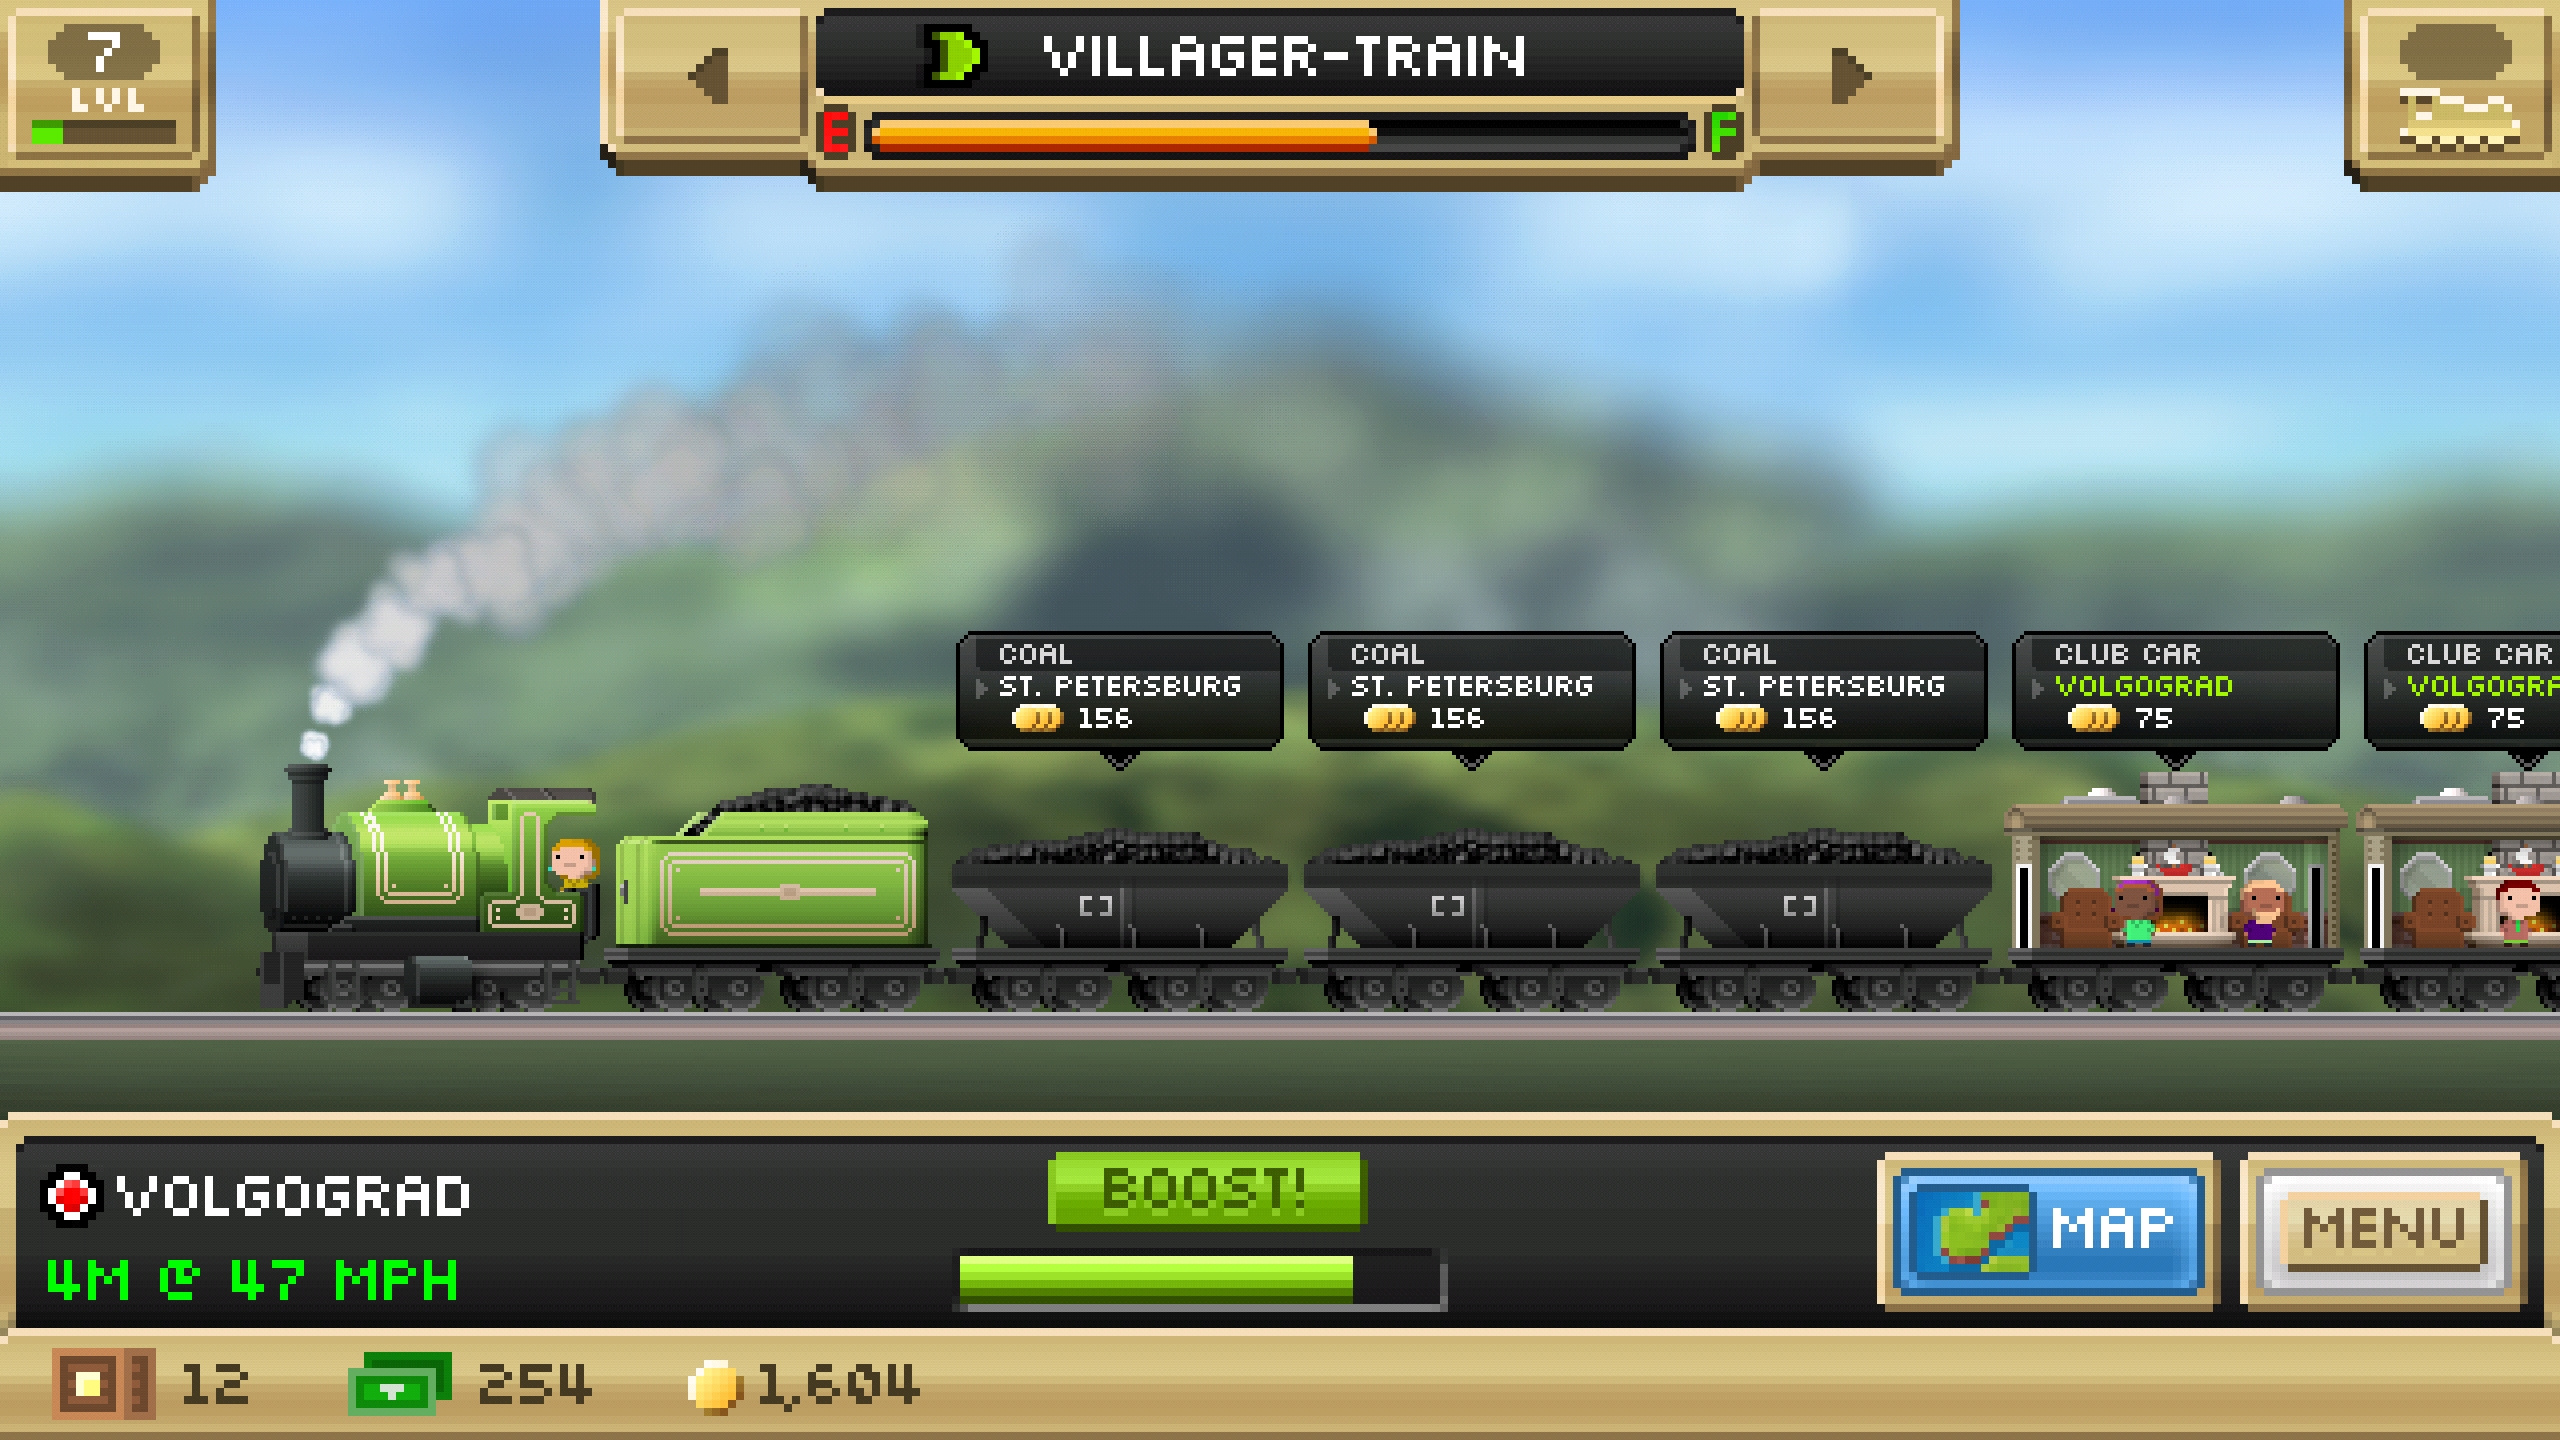 7
LVL
VILLAGER-TRAIN
E
F
COAL
ST. PETERSBURG
156
COAL
ST. PETERSBURG
156
COAL
ST. PETERSBURG
156
CLUB CAR
VOLGOGRAD
75
CLUB CAR
VOLGOGRA
75
VOLGOGRAD
4M @ 47 MPH
BOOST!
MAP
MENU
12
254
1,604